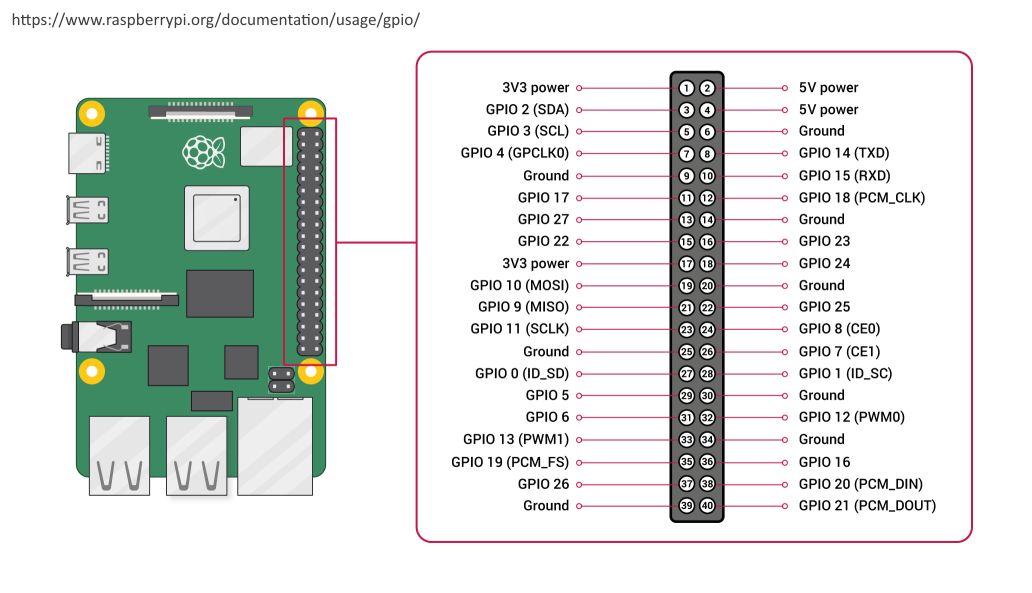 https://www.raspberrypi.org/documentation/usage/gpio/
3V3 power 1 2 5V power
GPIO 2 (SDA) 3 4 5V power
GPIO 3 (SCL) 5 6 Ground
GPIO 4 (GPCLK0) 7 8 GPIO 14 (TXD)
Ground 9 10 GPIO 15 (RXD)
GPIO 17 11 12 GPIO 18 (PCM_CLK)
GPIO 27 13 14 Ground
GPIO 22 15 16 GPIO 23
3V3 power 17 18 GPIO 24
GPIO 10 (MOSI) 19 20 Ground
GPIO 9 (MISO) 21 22 GPIO 25
GPIO 11 (SCLK) 23 24 GPIO 8 (CE0)
Ground 25 26 GPIO 7 (CE1)
GPIO 0 (ID_SD) 27 28 GPIO 1 (ID_SC)
GPIO 5 29 30 Ground
GPIO 6 31 32 GPIO 12 (PWM0)
GPIO 13 (PWM1) 33 34 Ground
GPIO 19 (PCM_FS) 35 36 GPIO 16
GPIO 26 37 38 GPIO 20 (PCM_DIN)
Ground 39 40 GPIO 21 (PCM_DOUT)